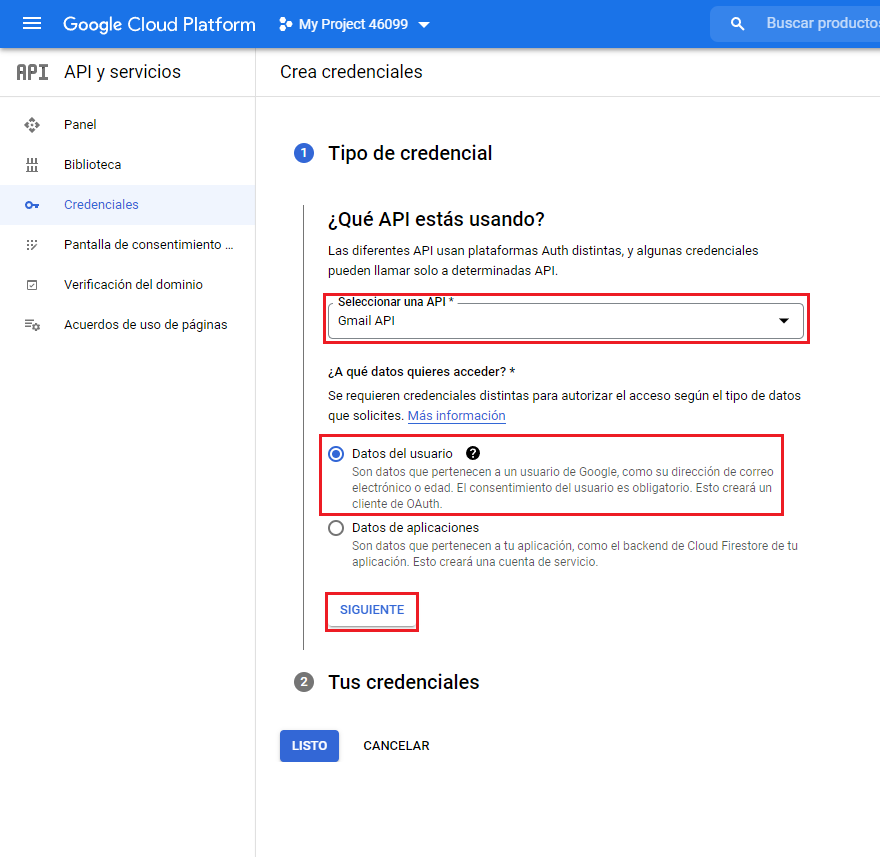 Google Cloud Platform
My Project 46099
Buscar productos
API API y servicios
Crea credenciales
Panel
Biblioteca
Credenciales
Pantalla de consentimiento ...
Verificación del dominio
Acuerdos de uso de páginas
1 Tipo de credencial
¿Qué API estás usando?
Las diferentes API usan plataformas Auth distintas, y algunas credenciales
pueden llamar solo a determinadas API.
Seleccionar una API *
Gmail API
¿A qué datos quieres acceder? *
Se requieren credenciales distintas para autorizar el acceso según el tipo de datos
que solicites. Más información
Datos del usuario ?
Son datos que pertenecen a un usuario de Google, como su dirección de correo
electrónico o edad. El consentimiento del usuario es obligatorio. Esto creará un
cliente de OAuth.
Datos de aplicaciones
Son datos que pertenecen a tu aplicación, como el backend de Cloud Firestore de tu
aplicación. Esto creará una cuenta de servicio.
SIGUIENTE
2 Tus credenciales
LISTO
CANCELAR